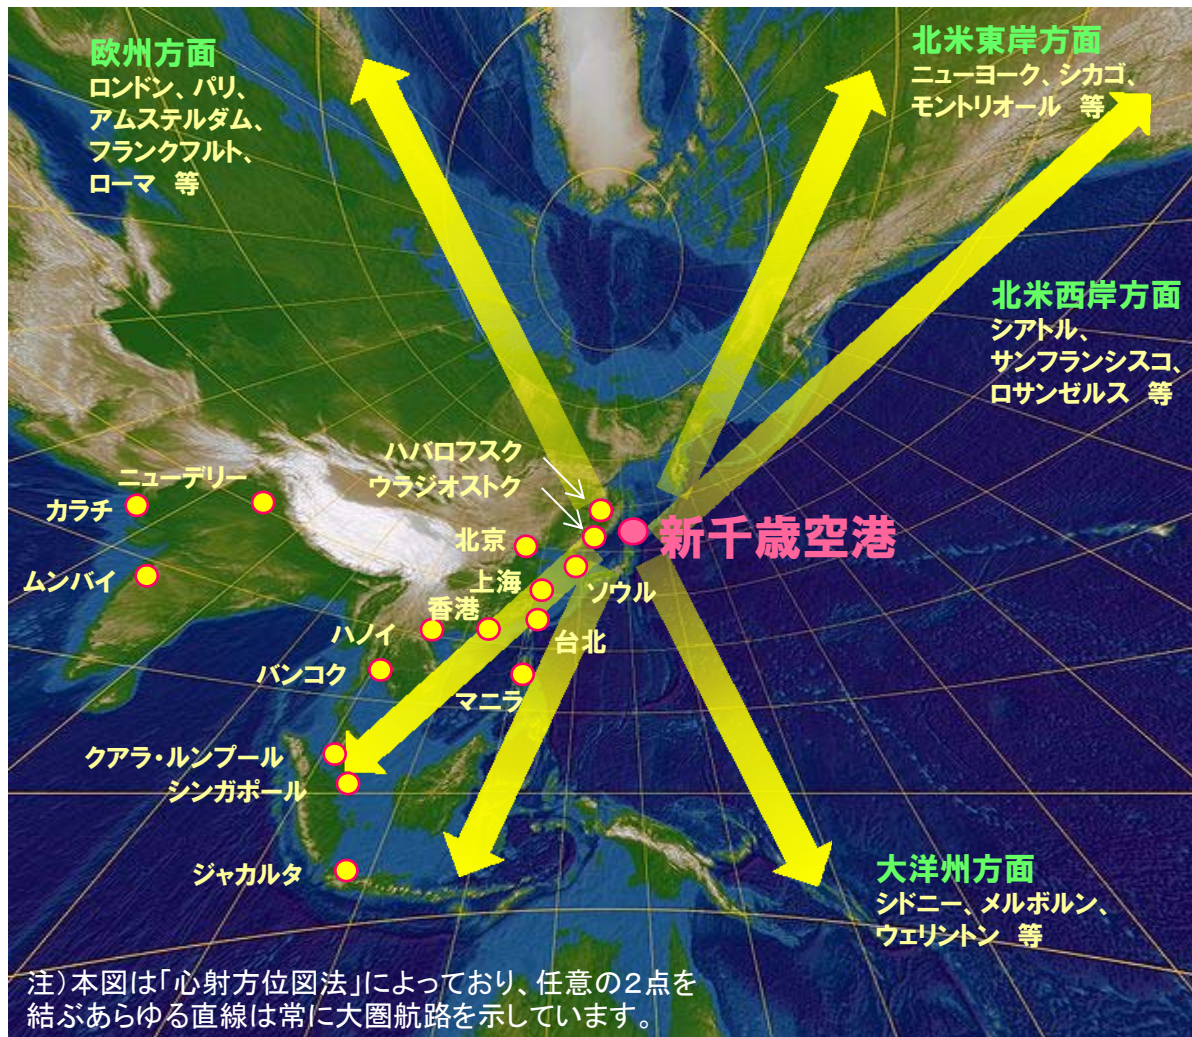 欧州方面
ロンドン、パリ、
アムステルダム、
フランクフルト、
ローマ 等
北米東岸方面
ニューヨーク、シカゴ、
モントリオール 等
北米西岸方面
シアトル、
サンフランシスコ、
ロサンゼルス 等
ハバロフスク
ウラジオストク
ニューデリー
カラチ
北京
新千歳空港
ムンバイ
上海
ソウル
香港
ハノイ
台北
バンコク
マニラ
クアラ・ルンプール
シンガポール
ジャカルタ
大洋州方面
シドニー、メルボルン、
ウェリントン 等
注)本図は「心射方位図法」によっており、任意の2点を
結ぶあらゆる直線は常に大圏航路を示しています。